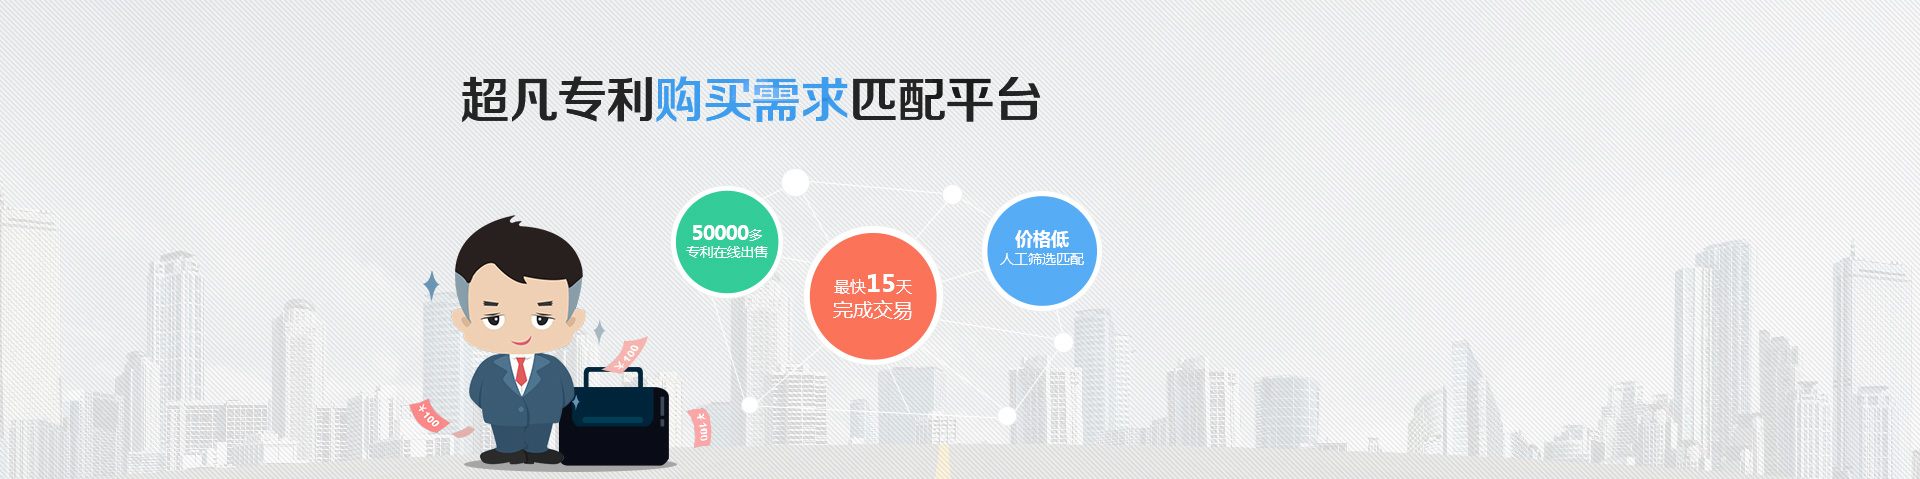 超凡专利购买需求匹配平台
50000多
专利在线出售
最快15天
完成交易
价格低
人工筛选匹配
¥100
¥100
¥100